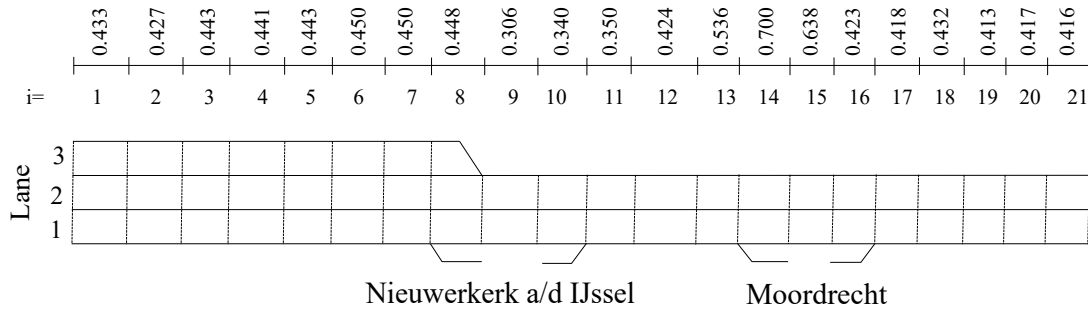 0.433 0.427 0.443 0.441 0.443 0.450 0.450 0.448 0.306 0.340 0.350 0.424 0.536 0.700 0.638 0.423 0.418 0.432 0.413 0.417 0.416
i= 1 2 3 4 5 6 7 8 9 10 11 12 13 14 15 16 17 18 19 20 21
Lane
3
2
1
Nieuwerkerk a/d IJssel Moordrecht